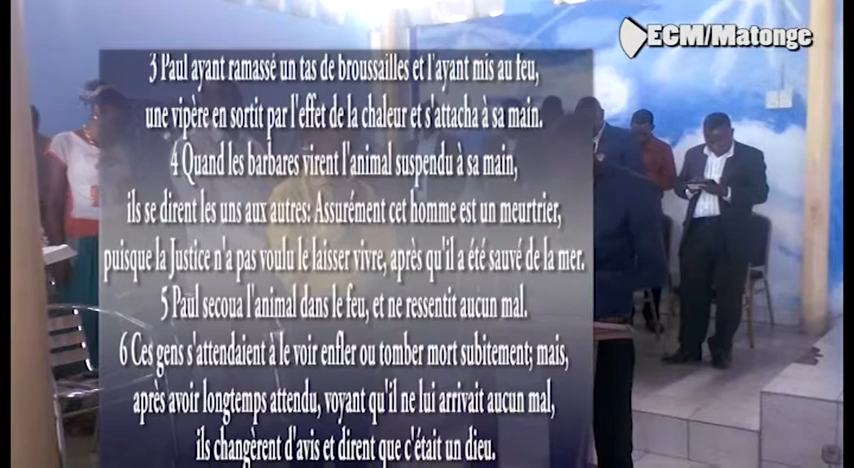 ECM/Matonge
3 Paul ayant ramassé un tas de broussailles et l'ayant mis au feu,
une vipère en sortit par l'effet de la chaleur et s'attacha à sa main.
4 Quand les barbares virent l'animal suspendu à sa main,
ils se dirent les uns aux autres: Assurément cet homme est un meurtrier,
puisque la Justice n'a pas voulu le laisser vivre, après qu'il a été sauvé de la mer.
5 Paul secoua l'animal dans le feu, et ne ressentit aucun mal.
6 Ces gens s'attendaient à le voir enfler ou tomber mort subitement; mais,
après avoir longtemps attendu, voyant qu'il ne lui arrivait aucun mal,
ils changèrent d'avis et dirent que c'était un dieu.